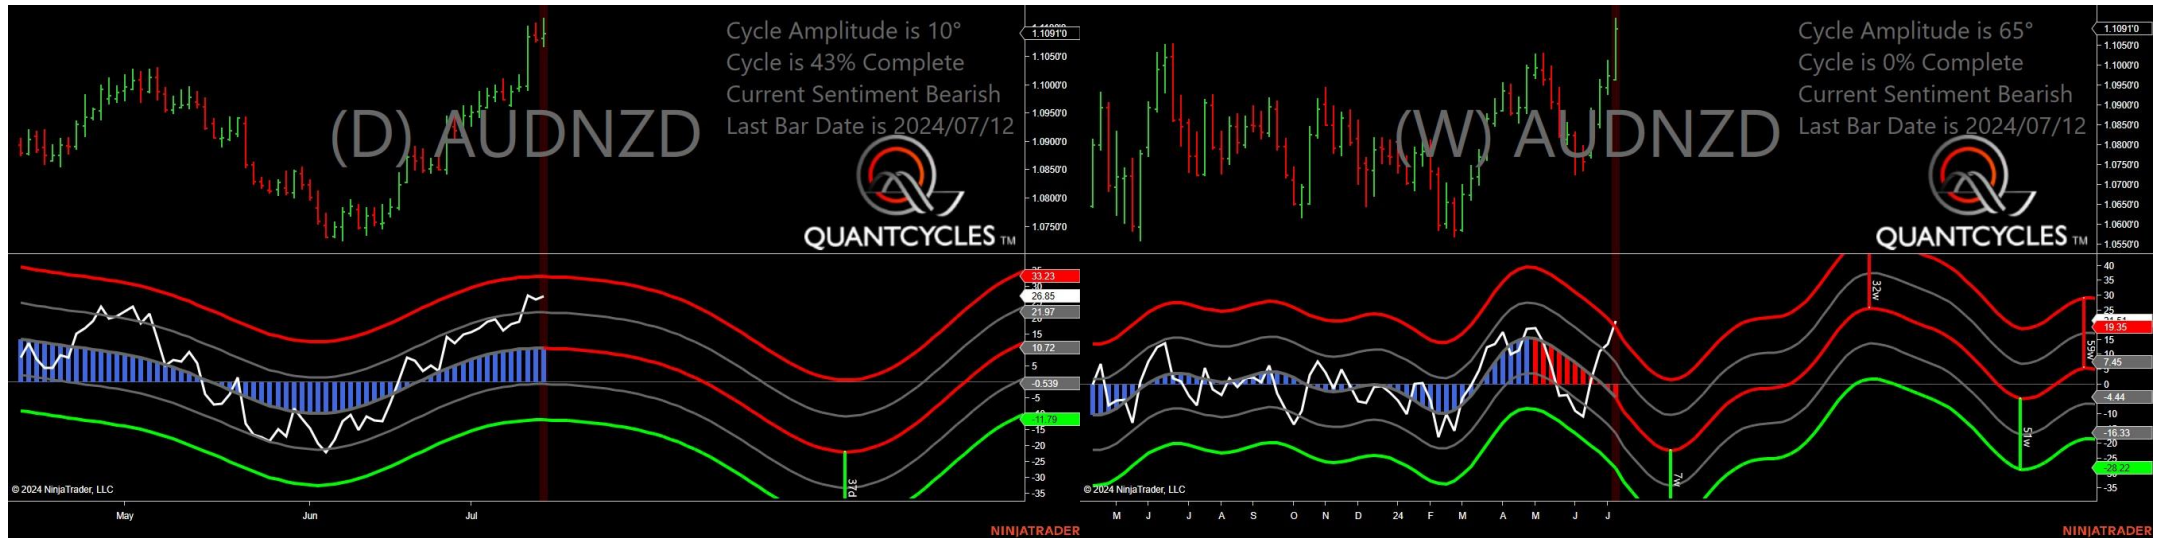 Cycle Amplitude is 10°
Cycle is 43% Complete
Current Sentiment Bearish
Last Bar Date is 2024/07/12
(D) AUDNZD
QUANTCYCLES TM
1.1091'0
1.1050'0
1.1000'0
1.0950'0
1.0900'0
1.0850'0
1.0800'0
1.0750'0
33.23
30
26.85
21.97
15
10.72
5
-0.539
-5
-11.79
-15
-20
-25
-30
-35
37d
© 2024 NinjaTrader, LLC
May
Jun
Jul
NINJATRADER
Cycle Amplitude is 65°
Cycle is 0% Complete
Current Sentiment Bearish
Last Bar Date is 2024/07/12
(W) AUDNZD
QUANTCYCLES TM
1.1091'0
1.1050'0
1.1000'0
1.0950'0
1.0900'0
1.0850'0
1.0800'0
1.0750'0
1.0700'0
1.0650'0
1.0600'0
1.0550'0
40
35
30
25
19.35
15
10
7.45
0
-4.44
-10
-16.33
-20
-28.22
-35
32w
59w
51w
7w
© 2024 NinjaTrader, LLC
M J J A S O N D 24 F M A M J J
NINJATRADER